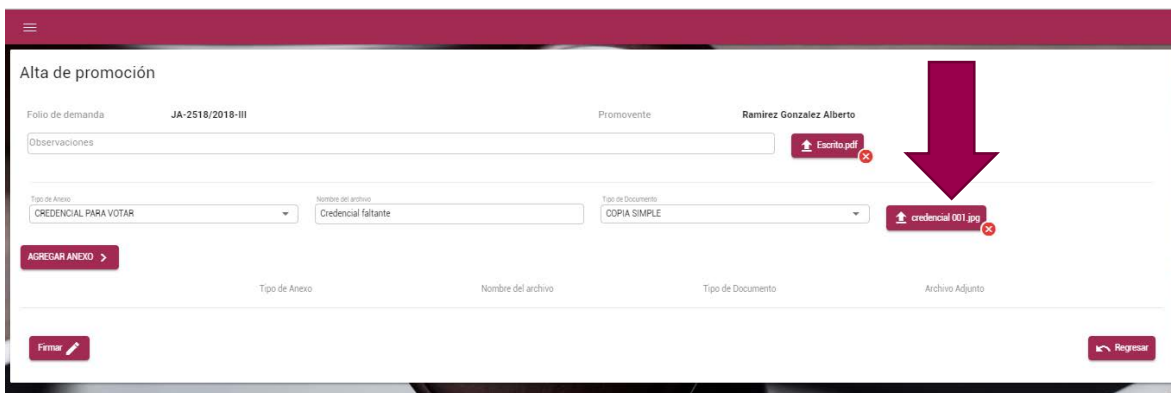 Alta de promoción
Folio de demanda JA-2518/2018-III Promovente Ramirez Gonzalez Alberto
Observaciones Escrito.pdf
Tipo de Anexo Nombre del archivo Tipo de Documento
CREDENCIAL PARA VOTAR Credencial faltante COPIA SIMPLE credencial 001.jpg
AGREGAR ANEXO
Tipo de Anexo Nombre del archivo Tipo de Documento Archivo Adjunto
Firmar Regresar